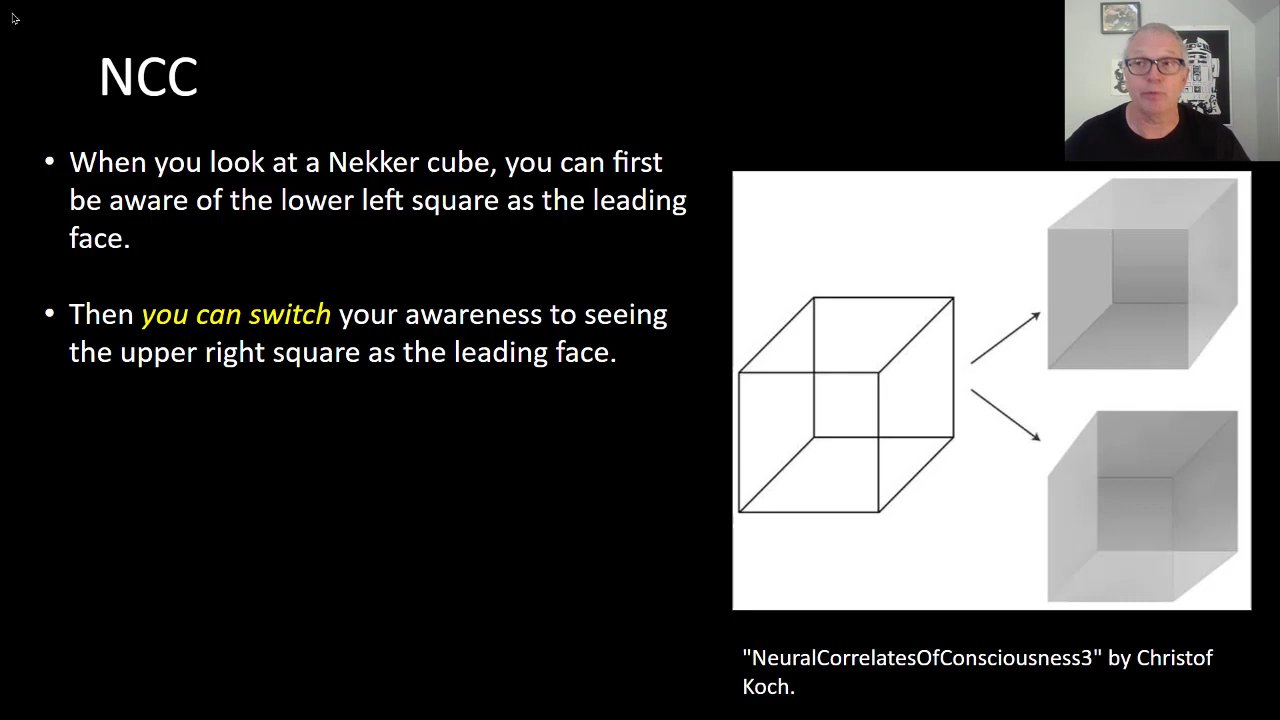 NCC
• When you look at a Nekker cube, you can first
be aware of the lower left square as the leading
face.
• Then you can switch your awareness to seeing
the upper right square as the leading face.
"NeuralCorrelatesOfConsciousness3" by Christof
Koch.